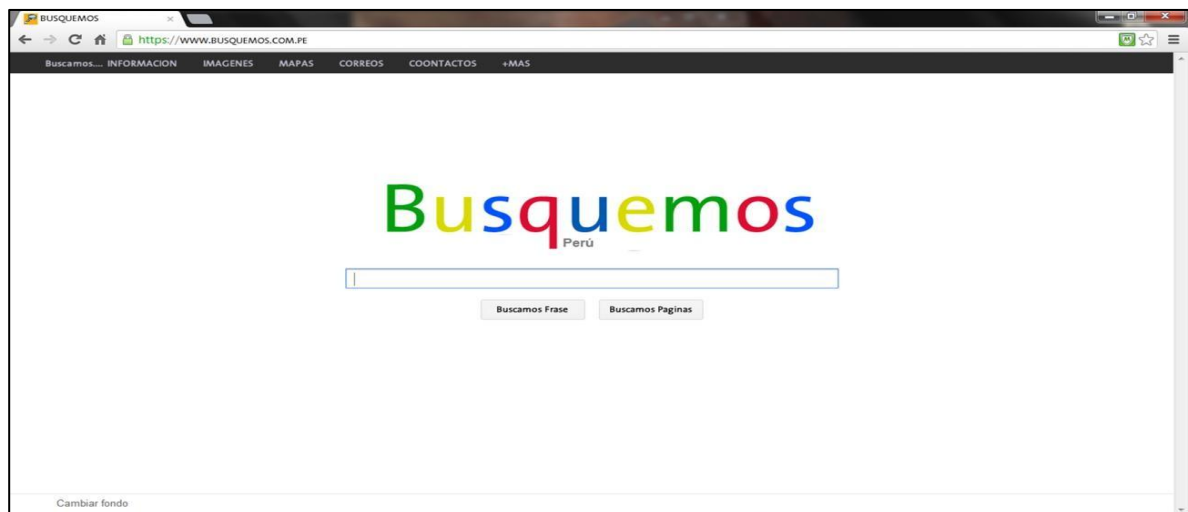 BUSQUEMOS
https://WWW.BUSQUEMOS.COM.PE
Buscamos.... INFORMACION IMAGENES MAPAS CORREOS COONTACTOS +MAS
Busquemos
Perú
Buscamos Frase Buscamos Paginas
Cambiar fondo